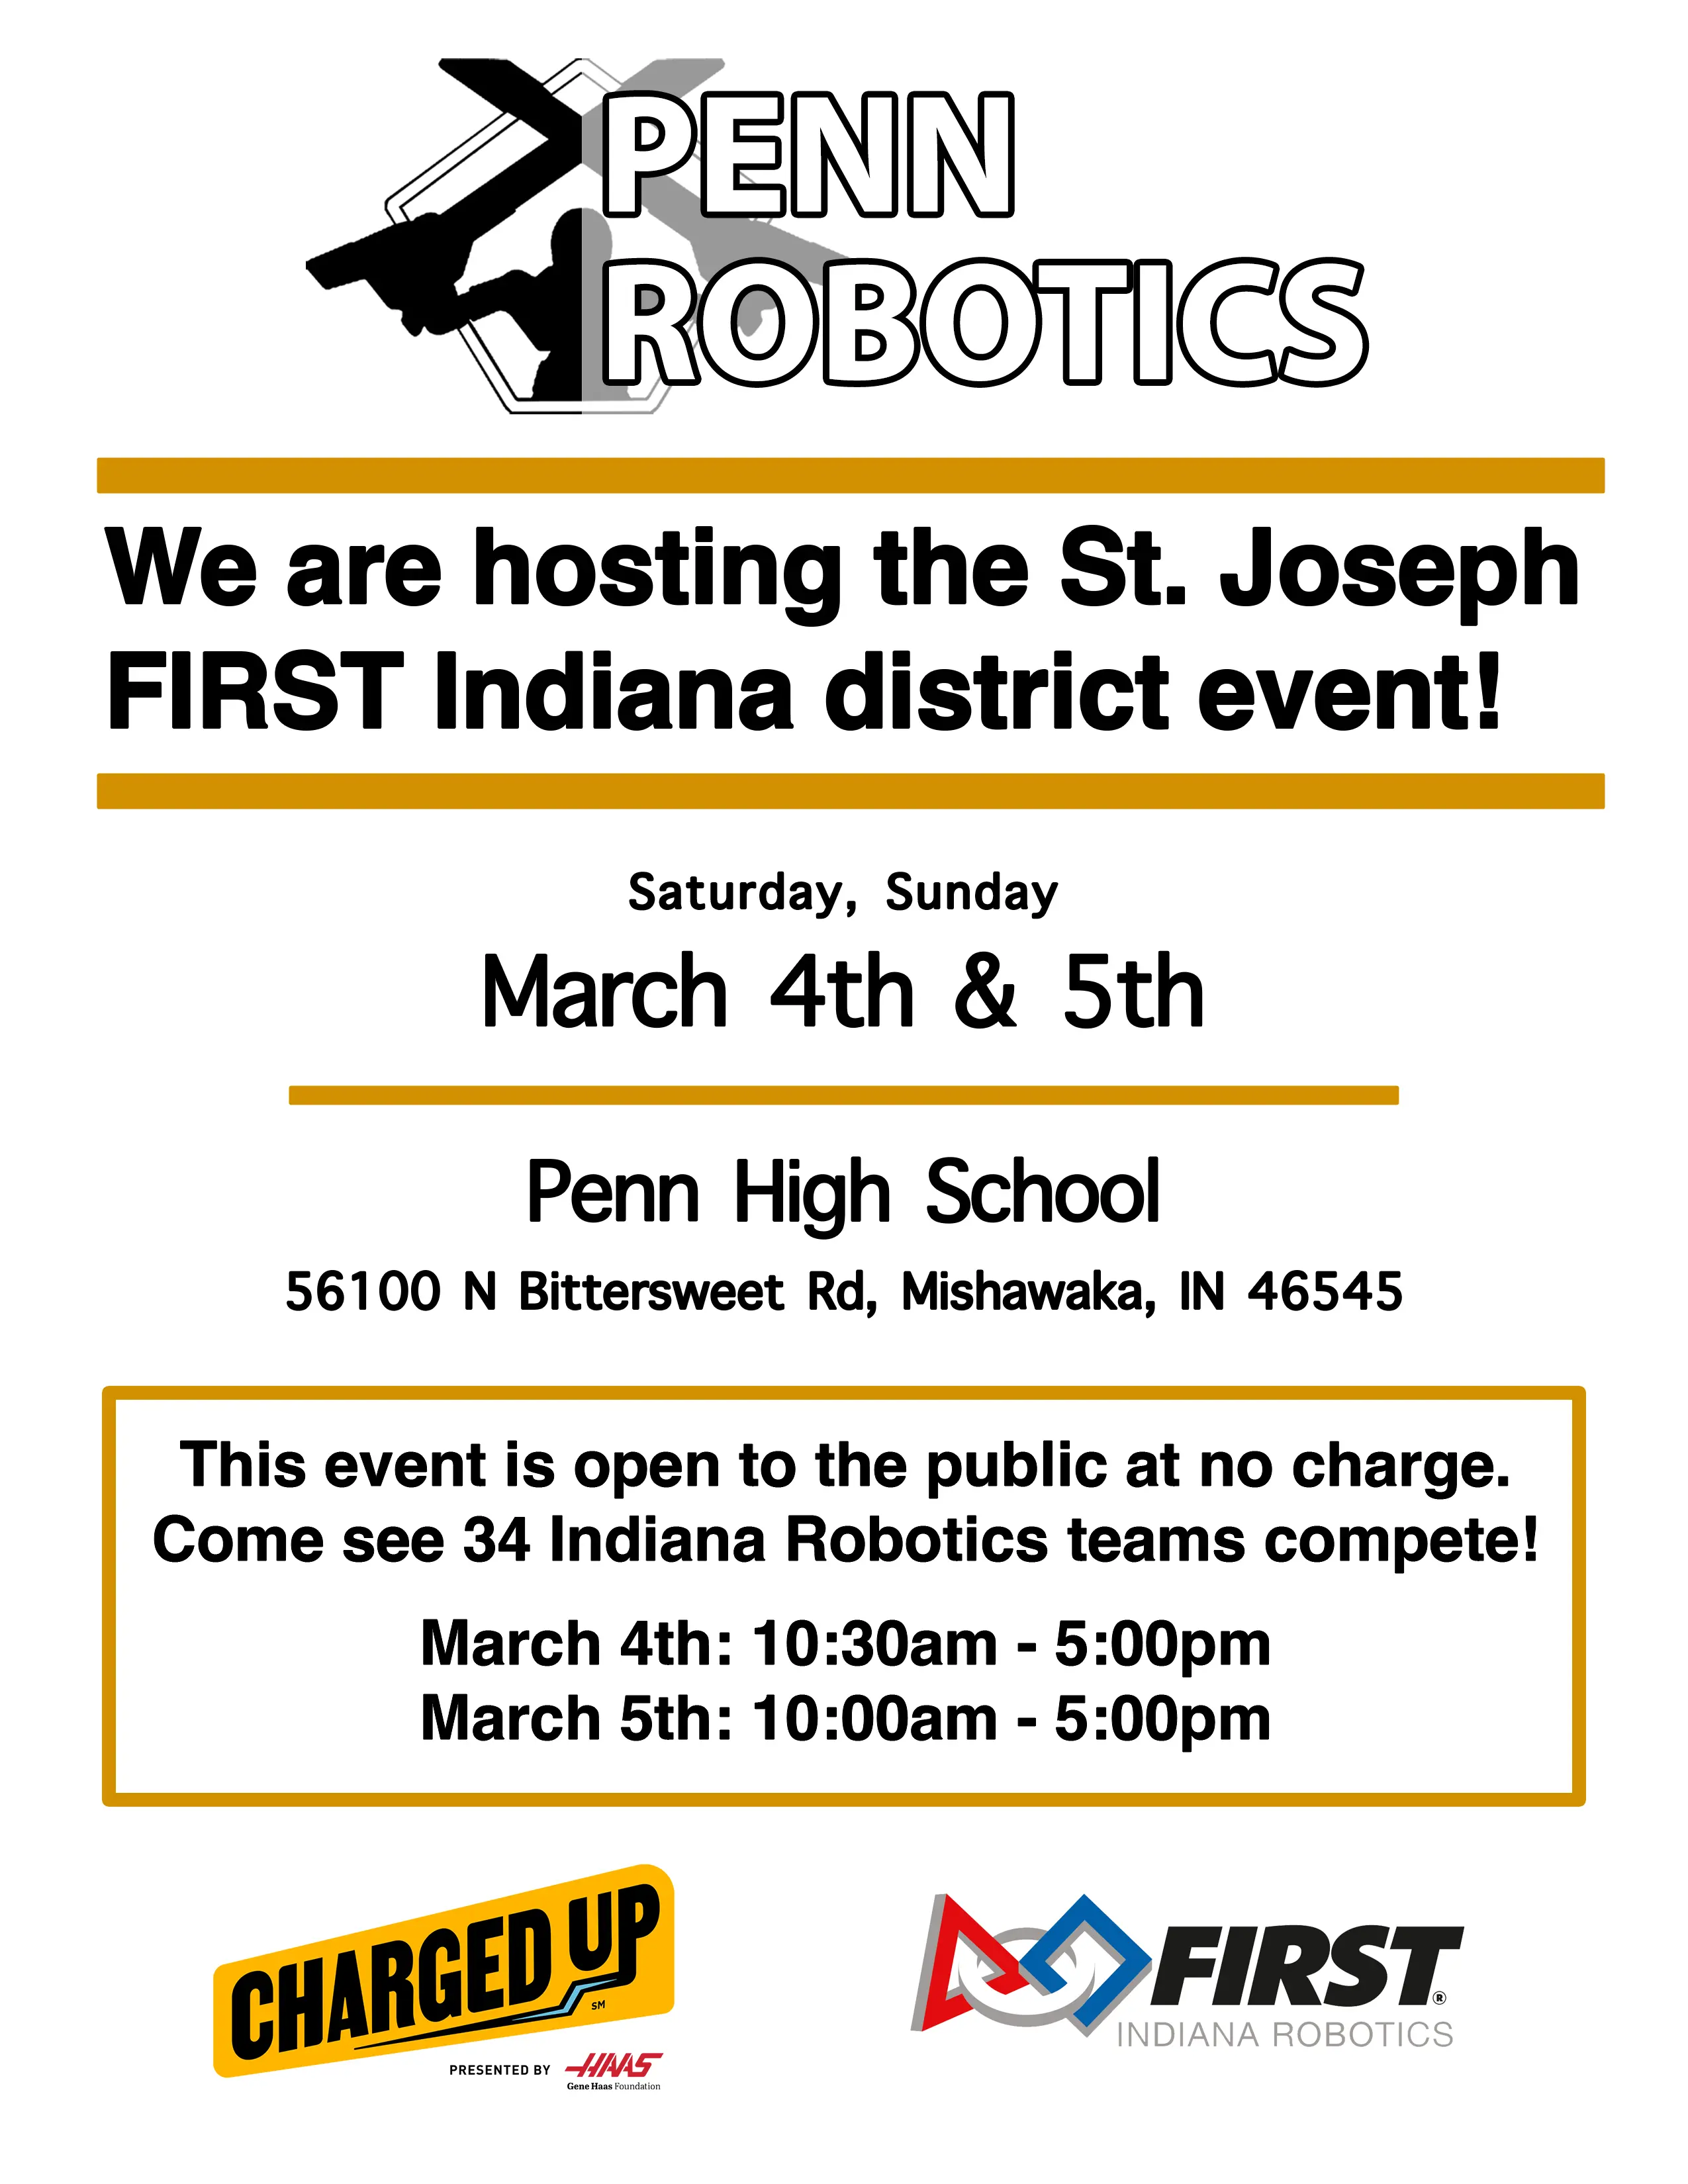 PENN
ROBOTICS
We are hosting the St. Joseph
FIRST Indiana district event!
Saturday, Sunday
March 4th & 5th
Penn High School
56100 N Bittersweet Rd, Mishawaka, IN 46545
This event is open to the public at no charge.
Come see 34 Indiana Robotics teams compete!
March 4th: 10:30am - 5:00pm
March 5th: 10:00am - 5:00pm
CHARGED UP
SM
PRESENTED BY HAAS
Gene Haas Foundation
FIRST®
INDIANA ROBOTICS